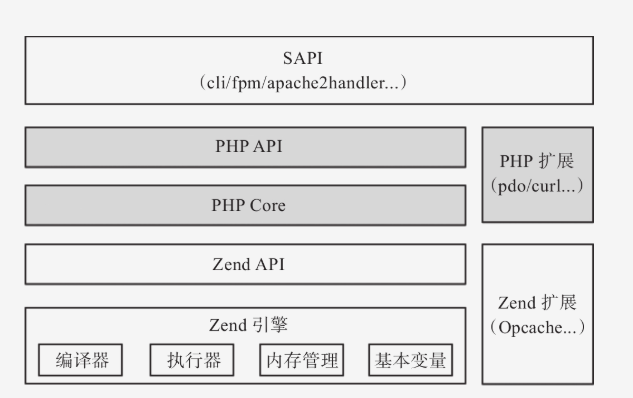 SAPI
（cli/fpm/apache2handler...）
PHP API
PHP Core
PHP 扩展
(pdo/curl...)
Zend API
Zend 引擎
编译器
执行器
内存管理
基本变量
Zend 扩展
(Opcache...)